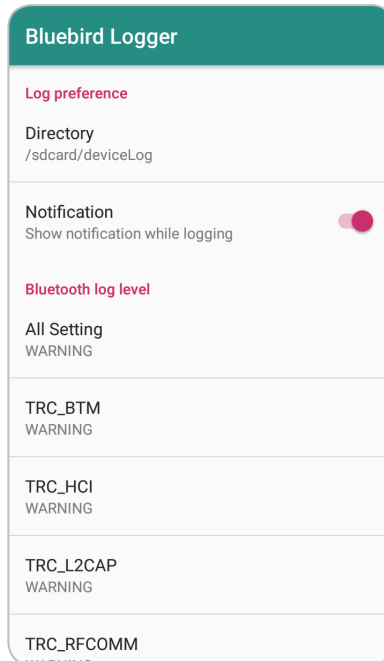 Bluebird Logger
Log preference
Directory
/sdcard/deviceLog
Notification
Show notification while logging
Bluetooth log level
All Setting
WARNING
TRC_BTM
WARNING
TRC_HCI
WARNING
TRC_L2CAP
WARNING
TRC_RFCOMM